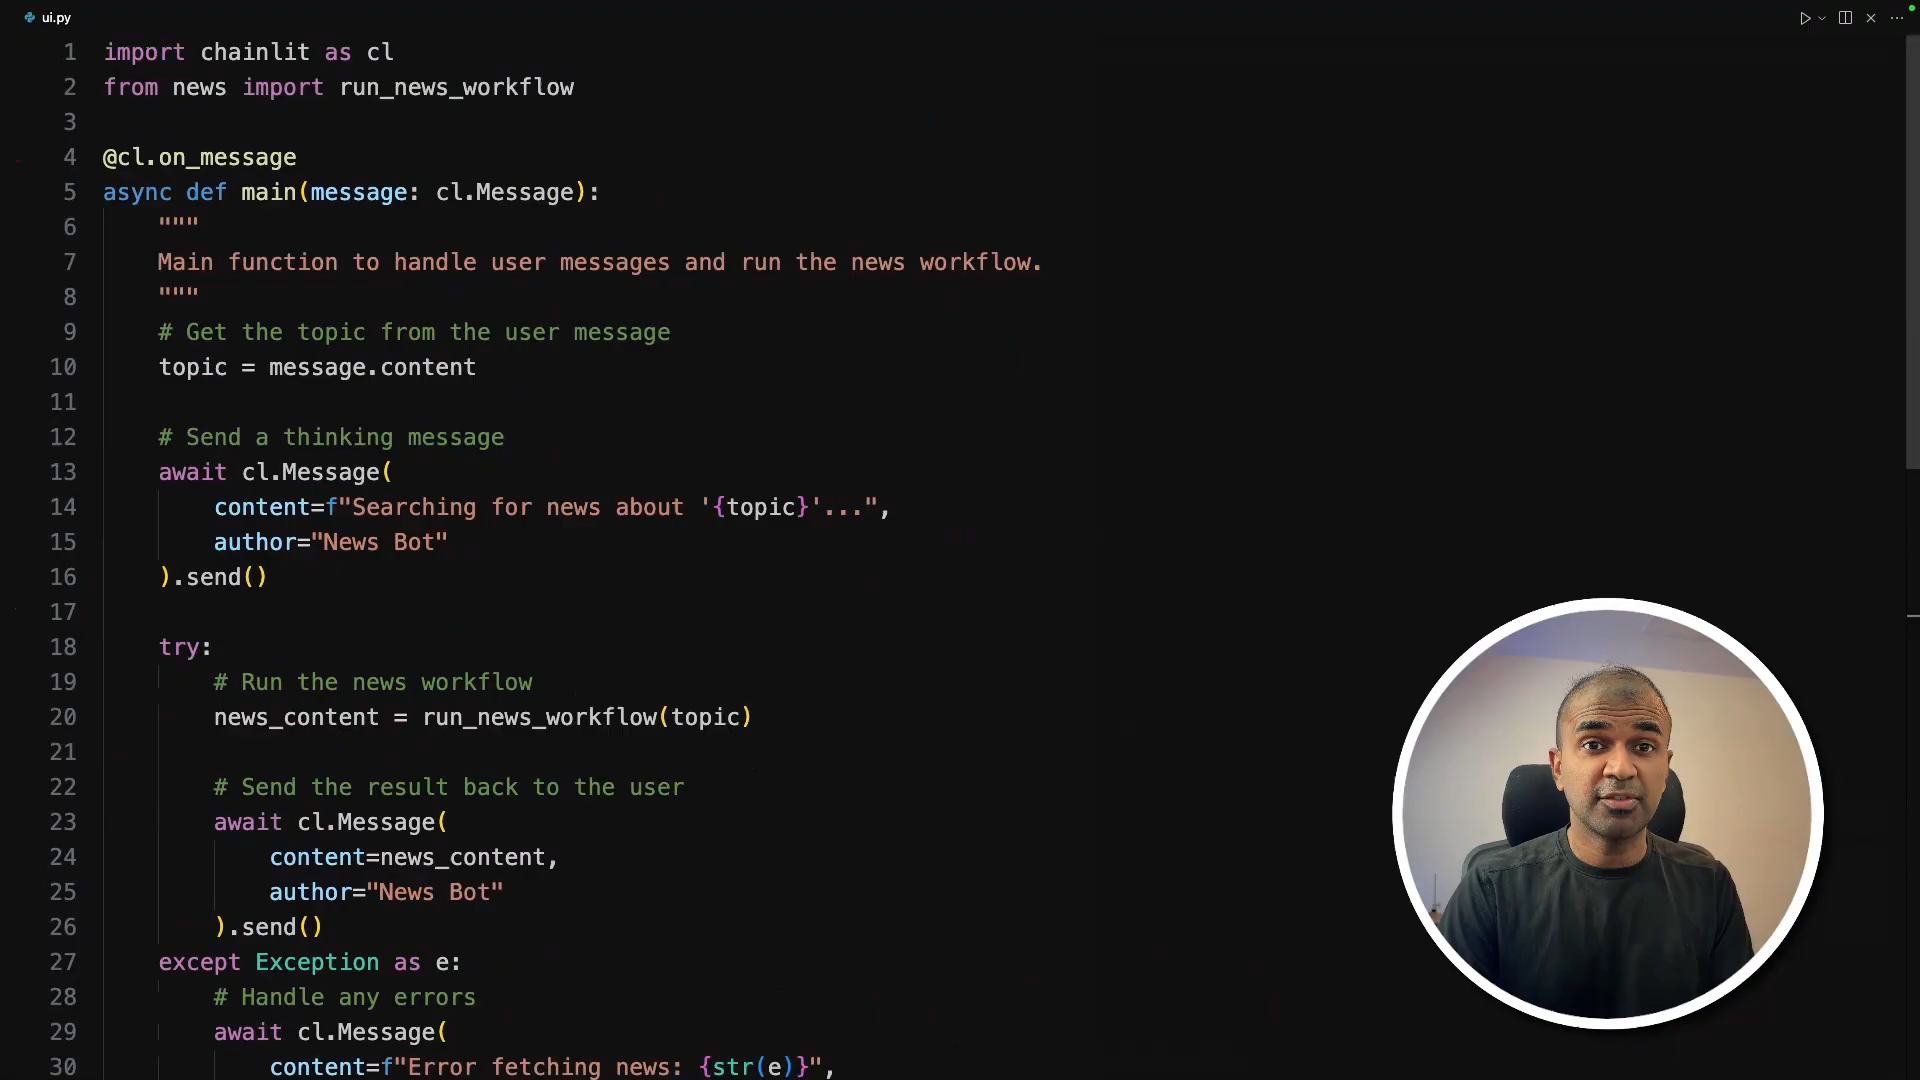 ui.py
1 import chainlit as cl
2 from news import run_news_workflow
3
4 @cl.on_message
5 async def main(message: cl.Message):
6     """
7     Main function to handle user messages and run the news workflow.
8     """
9     # Get the topic from the user message
10     topic = message.content
11
12     # Send a thinking message
13     await cl.Message(
14         content=f"Searching for news about '{topic}'...",
15         author="News Bot"
16     ).send()
17
18     try:
19         # Run the news workflow
20         news_content = run_news_workflow(topic)
21
22         # Send the result back to the user
23         await cl.Message(
24             content=news_content,
25             author="News Bot"
26         ).send()
27     except Exception as e:
28         # Handle any errors
29         await cl.Message(
30             content=f"Error fetching news: {str(e)}",